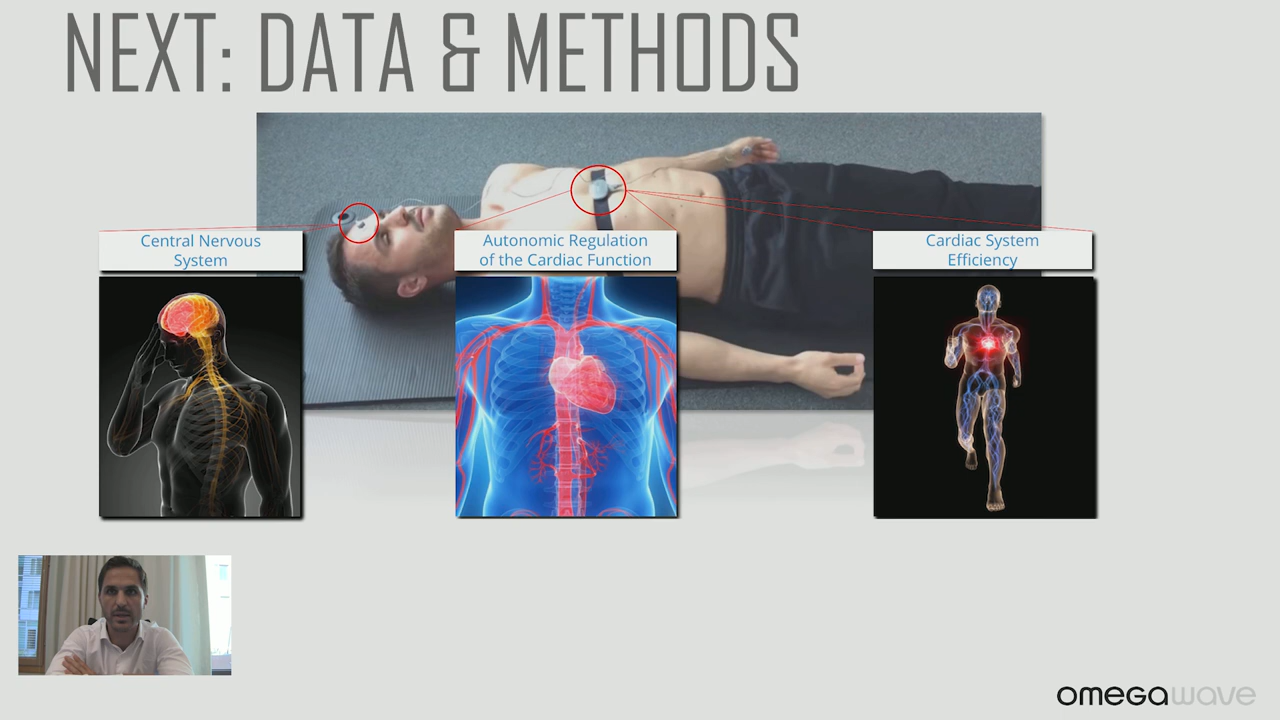 NEXT: DATA & METHODS
Central Nervous
System
Autonomic Regulation
of the Cardiac Function
Cardiac System
Efficiency
omegawave